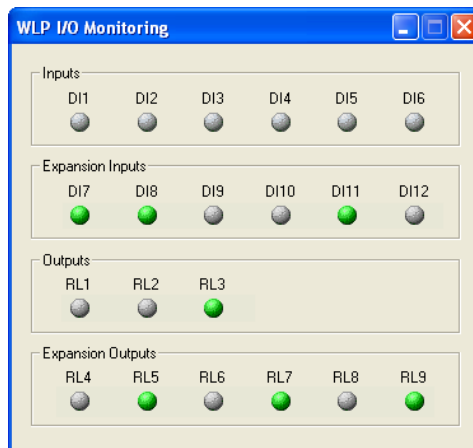 WLP I/O Monitoring
Inputs
DI1 DI2 DI3 DI4 DI5 DI6
Expansion Inputs
DI7 DI8 DI9 DI10 DI11 DI12
Outputs
RL1 RL2 RL3
Expansion Outputs
RL4 RL5 RL6 RL7 RL8 RL9